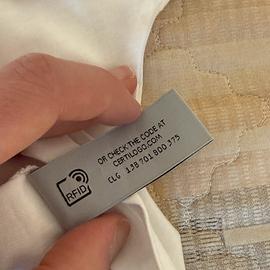 OR CHECK THE CODE AT
CERTILOGO.COM
CLG 138 701 800 375
RFID